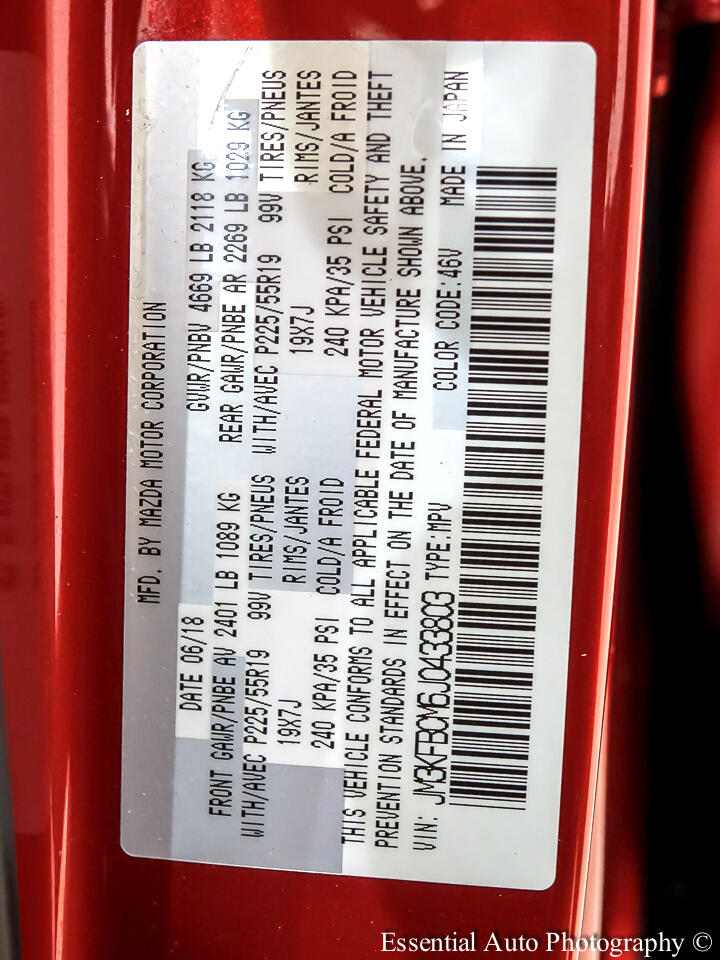 MFD. BY MAZDA MOTOR CORPORATION
DATE 06/18 GVWR/PNBV 4669 LB 2118 KG
FRONT GAWR/PNBE AV 2401 LB 1089 KG REAR GAWR/PNBE AR 2269 LB 1029 KG
WITH/AVEC P225/55R19 99V TIRES/PNEUS WITH/AVEC P225/55R19 99V TIRES/PNEUS
19X7J RIMS/JANTES 19X7J RIMS/JANTES
240 KPA/35 PSI COLD/A FROID 240 KPA/35 PSI COLD/A FROID
THIS VEHICLE CONFORMS TO ALL APPLICABLE FEDERAL MOTOR VEHICLE SAFETY AND THEFT
PREVENTION STANDARDS IN EFFECT ON THE DATE OF MANUFACTURE SHOWN ABOVE.
VIN: JM3KFBCM6J0433803 TYPE:MPV COLOR CODE:46V MADE IN JAPAN
Essential Auto Photography ©